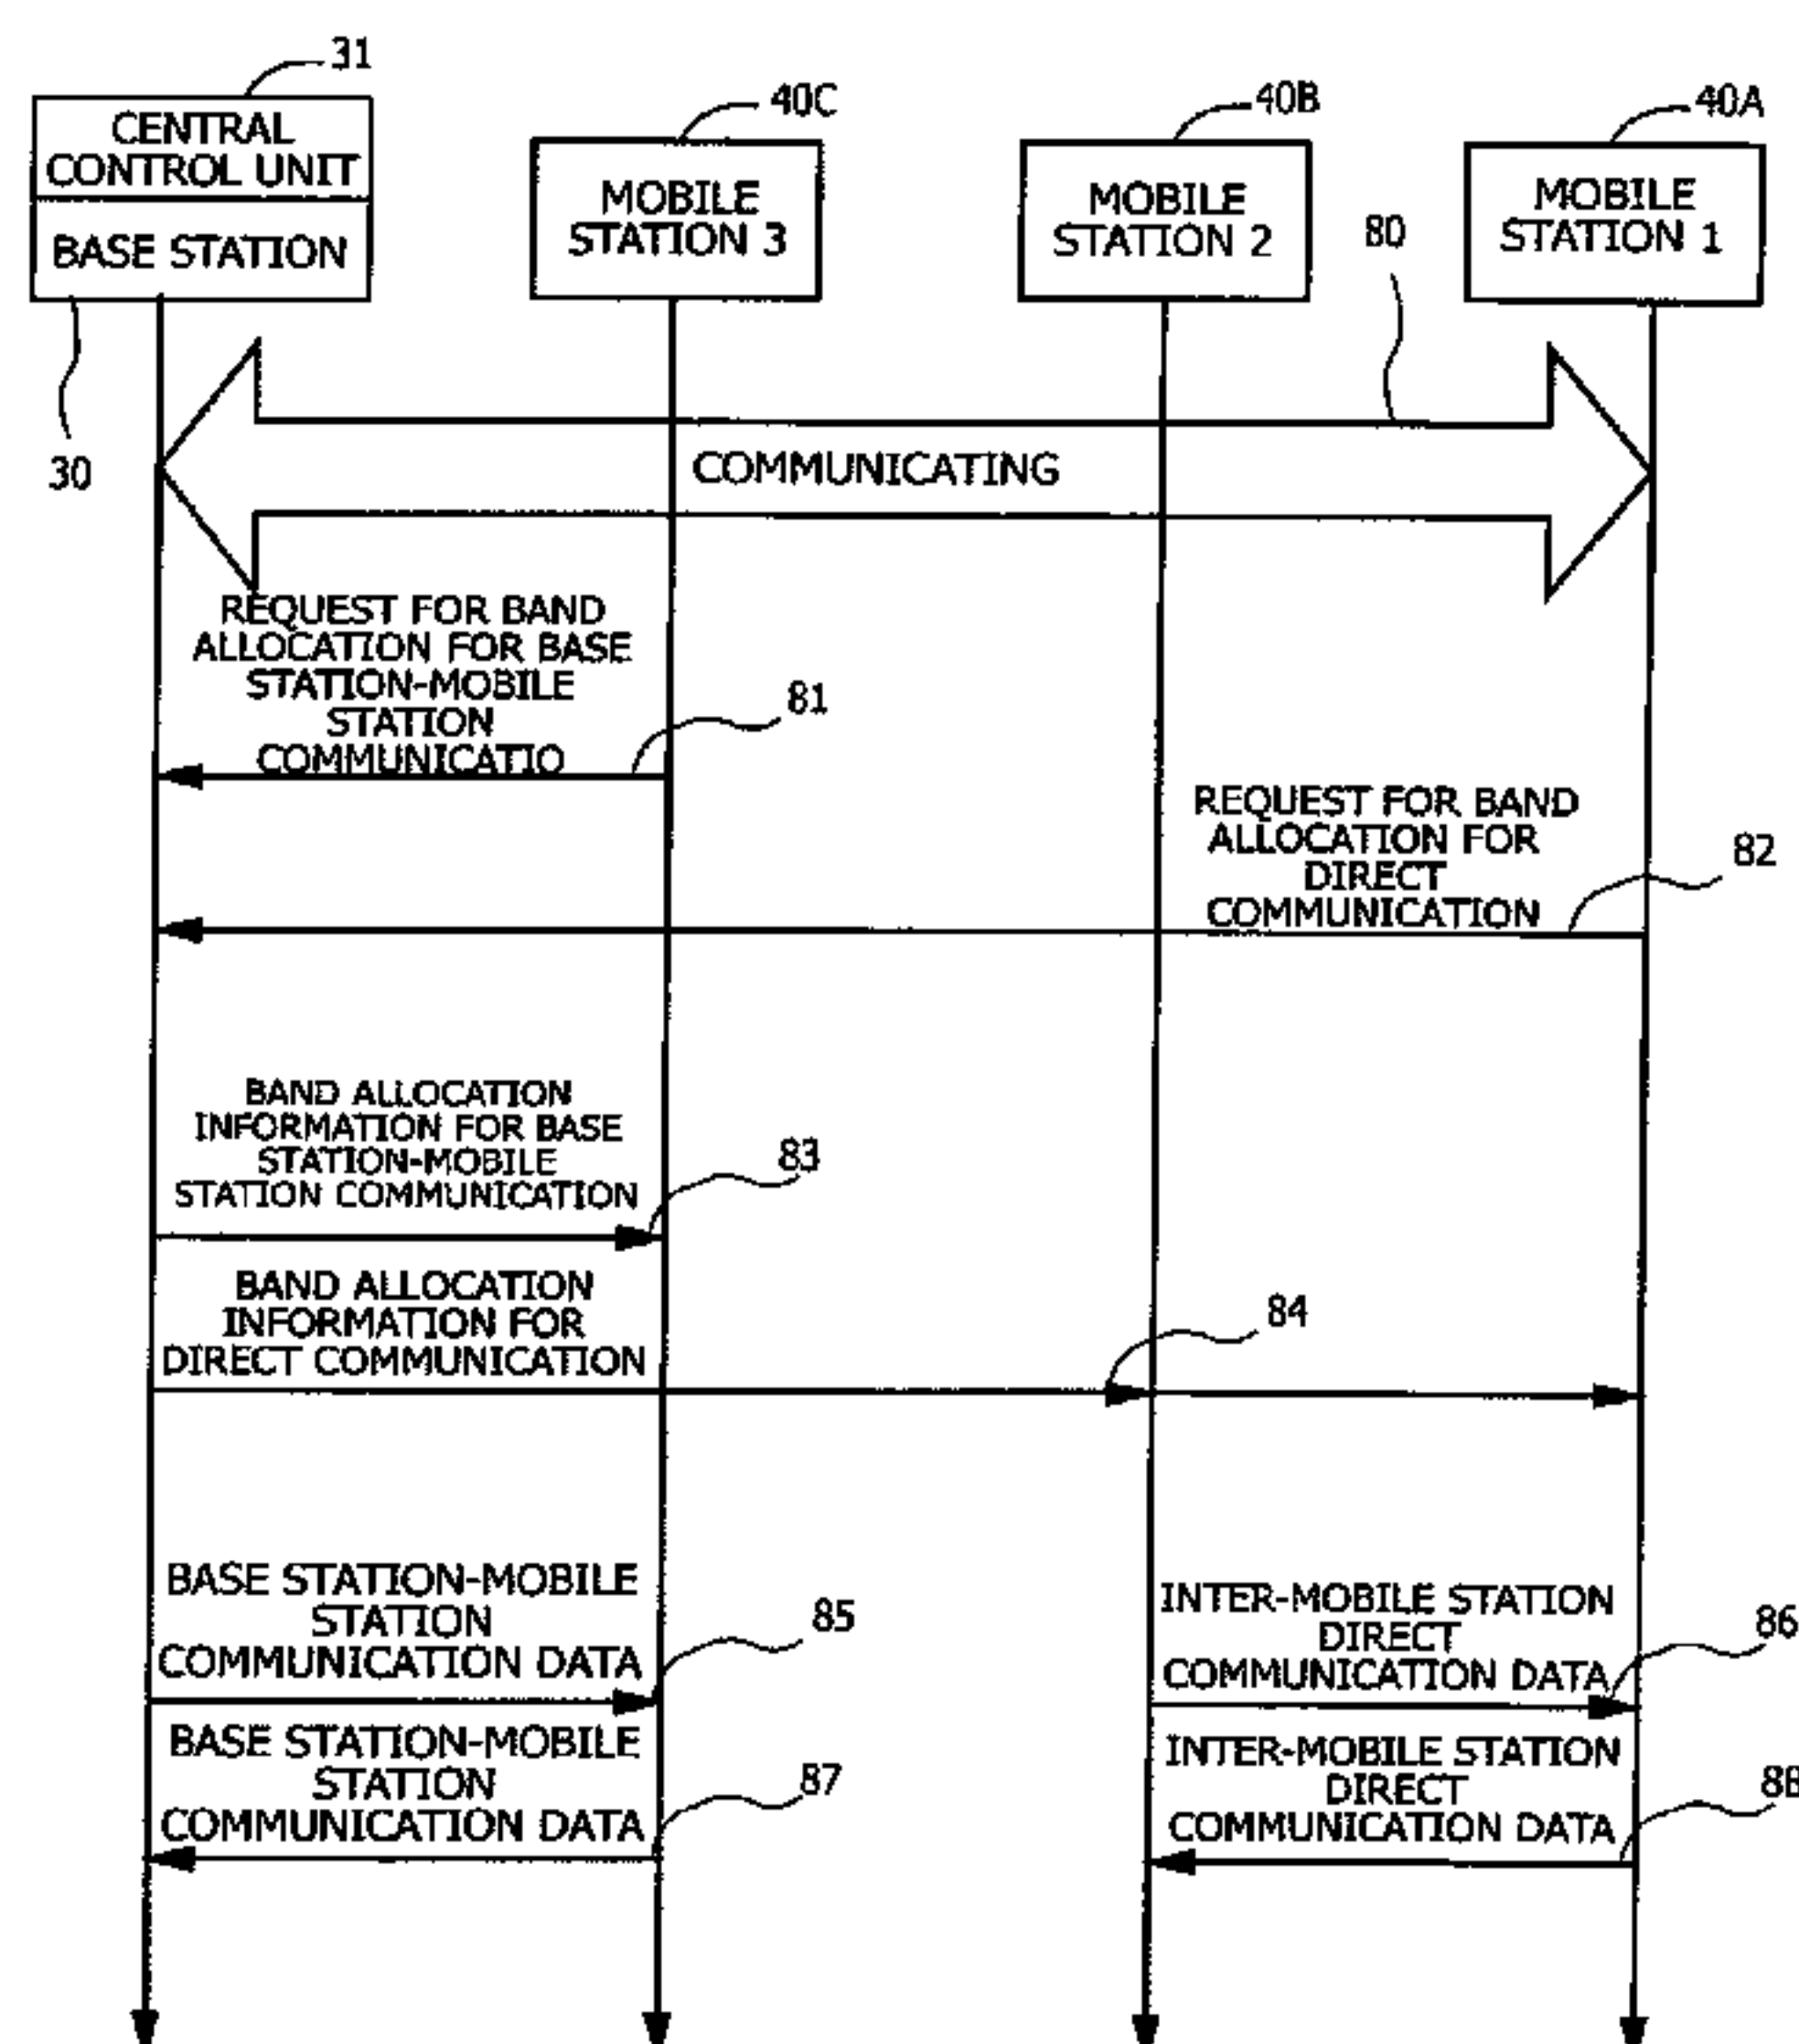 31
40C
40B
40A
CENTRAL
CONTROL UNIT
BASE STATION
MOBILE
STATION 3
MOBILE
STATION 2
MOBILE
STATION 1
80
30
COMMUNICATING
REQUEST FOR BAND
ALLOCATION FOR BASE
STATION-MOBILE
STATION
COMMUNICATIO
81
REQUEST FOR BAND
ALLOCATION FOR
DIRECT
COMMUNICATION
82
BAND ALLOCATION
INFORMATION FOR BASE
STATION-MOBILE
STATION COMMUNICATION
83
BAND ALLOCATION
INFORMATION FOR
DIRECT COMMUNICATION
84
BASE STATION-MOBILE
STATION
COMMUNICATION DATA
85
INTER-MOBILE STATION
DIRECT
COMMUNICATION DATA
86
BASE STATION-MOBILE
STATION
COMMUNICATION DATA
87
INTER-MOBILE STATION
DIRECT
COMMUNICATION DATA
88